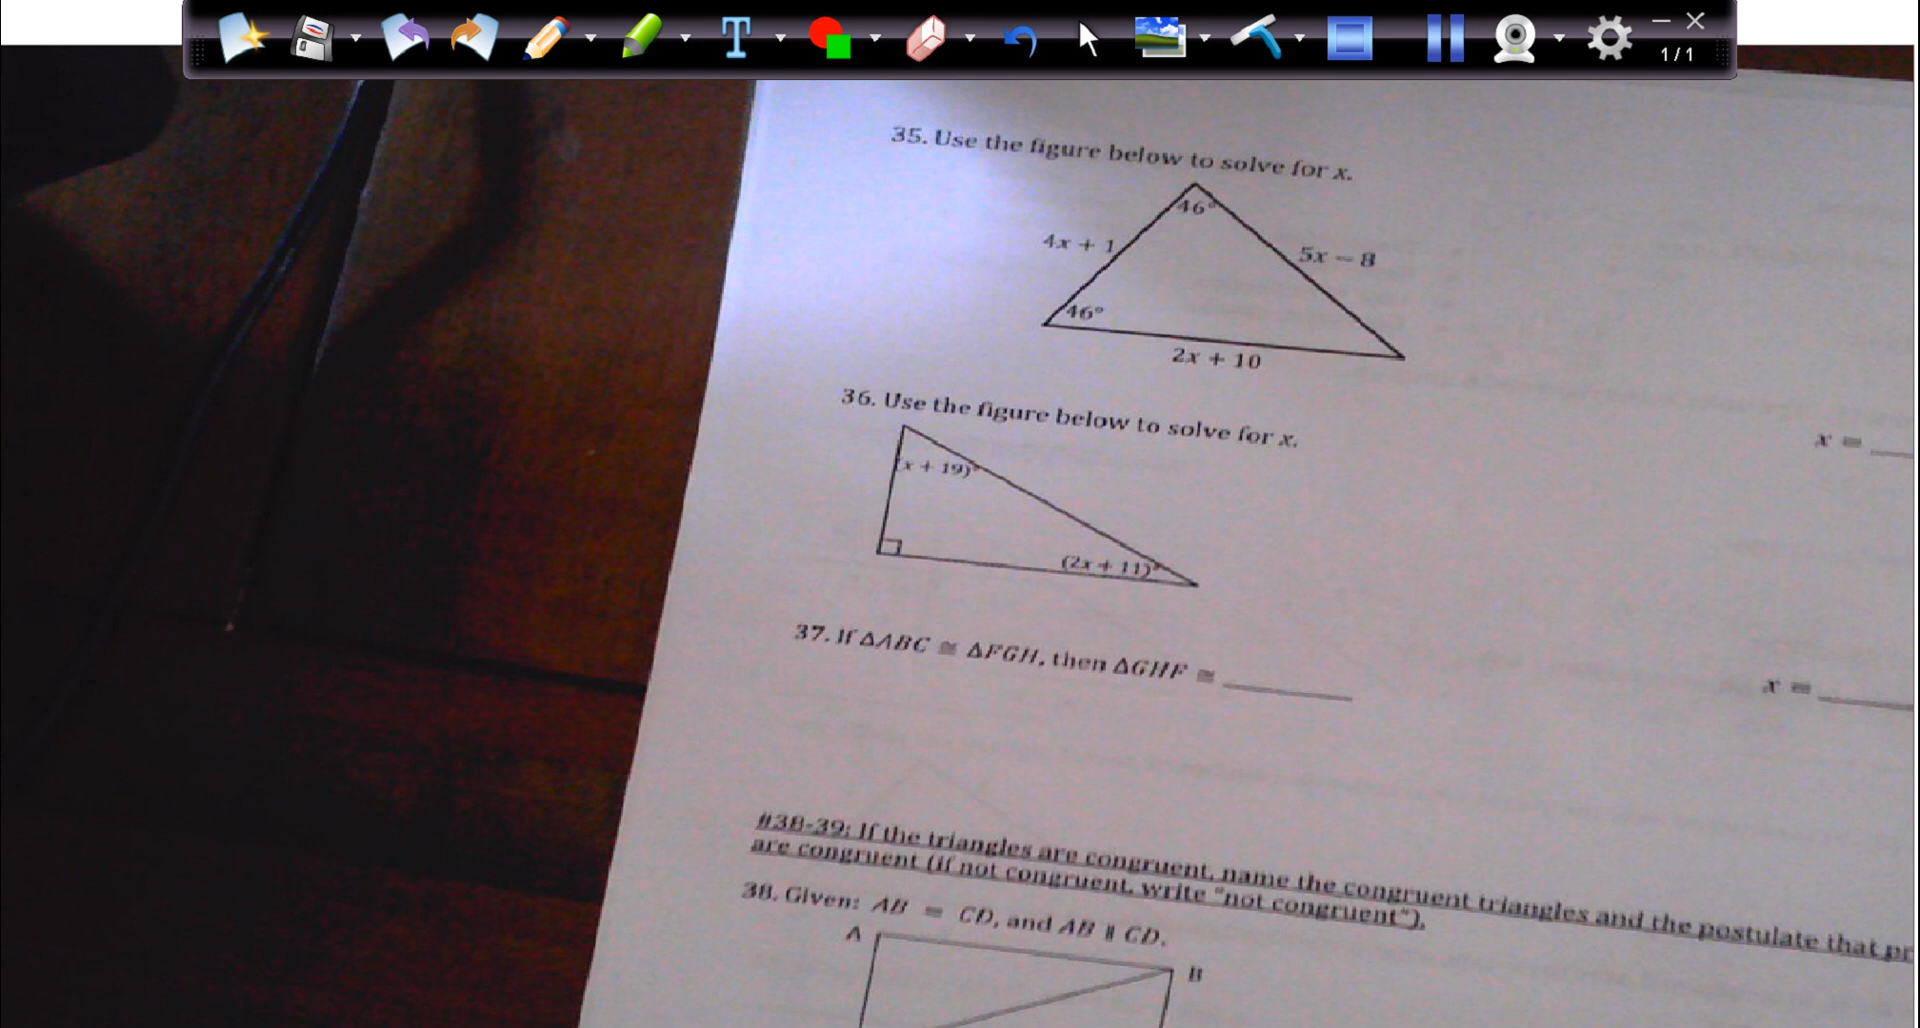 1/1
35. Use the figure below to solve for x.
46°
4x + 1
5x − 8
46°
2x + 10
x =
36. Use the figure below to solve for x.
(x + 19)°
(2x + 11)°
x =
37. If ΔABC ≅ ΔFGH, then ΔGHF ≅
#38-39: If the triangles are congruent, name the congruent triangles and the postulate that pr
are congruent (if not congruent, write "not congruent").
38. Given: AB = CD, and AB ∥ CD.
A
B